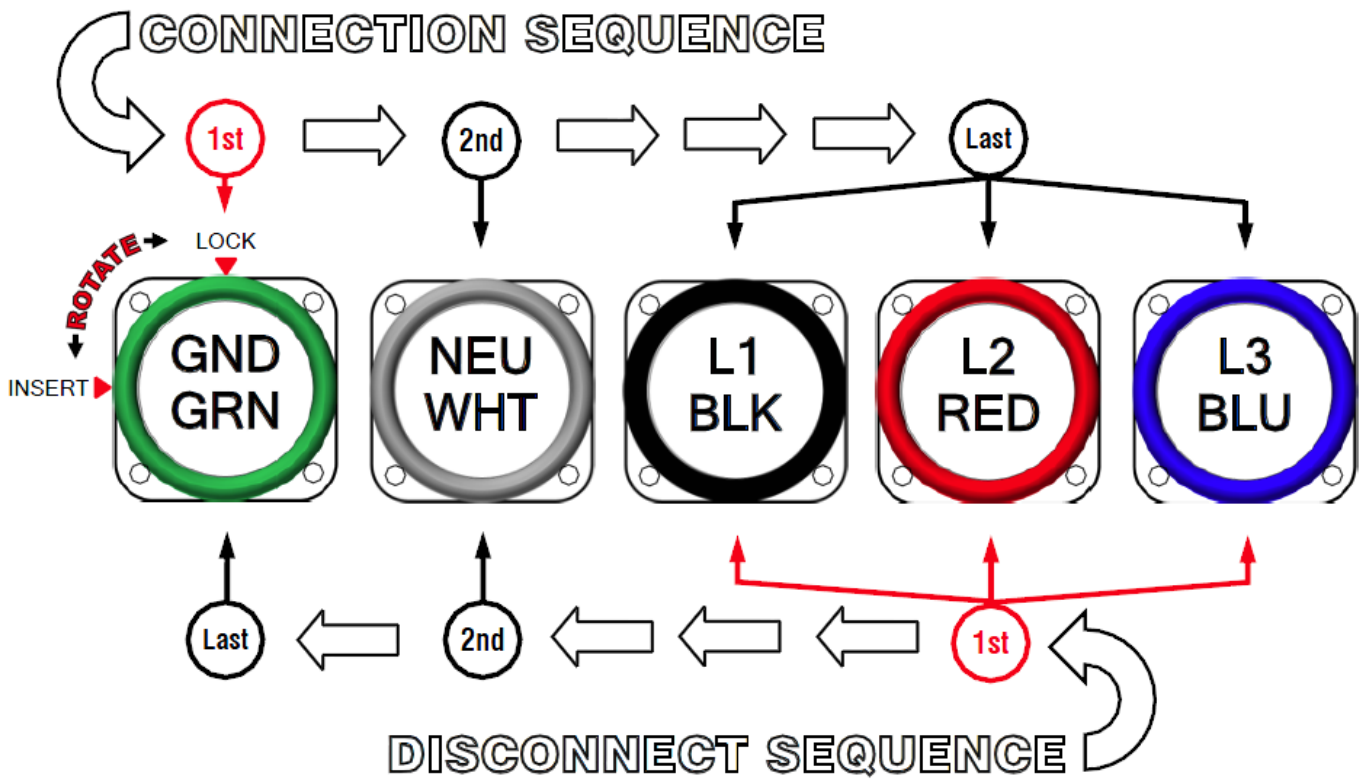 CONNECTION SEQUENCE
1st
2nd
Last
ROTATE
LOCK
INSERT
GND
GRN
NEU
WHT
L1
BLK
L2
RED
L3
BLU
Last
2nd
1st
DISCONNECT SEQUENCE